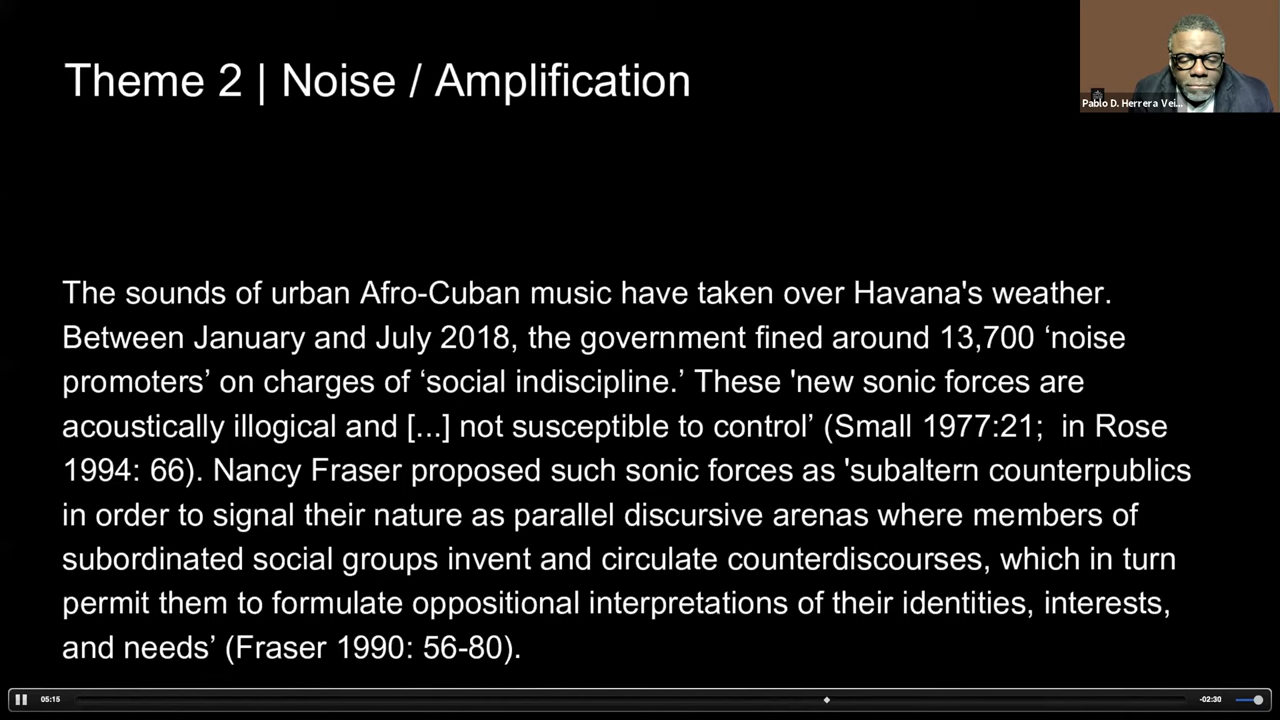 Theme 2 | Noise / Amplification
Pablo D. Herrera Vei...
The sounds of urban Afro-Cuban music have taken over Havana's weather.
Between January and July 2018, the government fined around 13,700 ‘noise
promoters’ on charges of ‘social indiscipline.’ These 'new sonic forces are
acoustically illogical and [...] not susceptible to control’ (Small 1977:21;  in Rose
1994: 66). Nancy Fraser proposed such sonic forces as 'subaltern counterpublics
in order to signal their nature as parallel discursive arenas where members of
subordinated social groups invent and circulate counterdiscourses, which in turn
permit them to formulate oppositional interpretations of their identities, interests,
and needs’ (Fraser 1990: 56-80).
05:15
-02:30